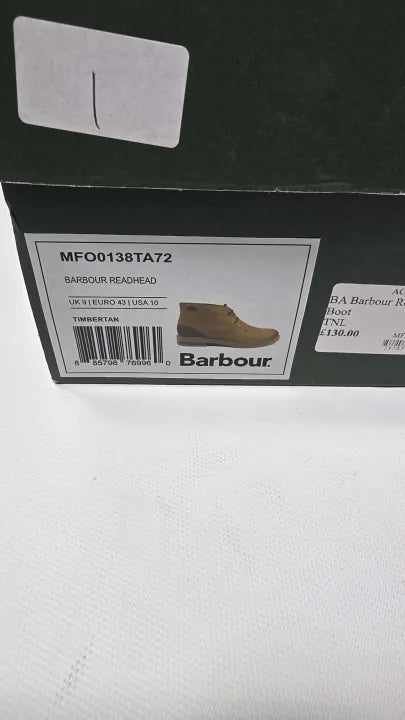 MFO0138TA72
BARBOUR READHEAD
UK 9 | EURO 43 | USA 10
TIMBERTAN
8 85798 76996 0
Barbour.
BA Barbour
Boot
TNL
£130.00